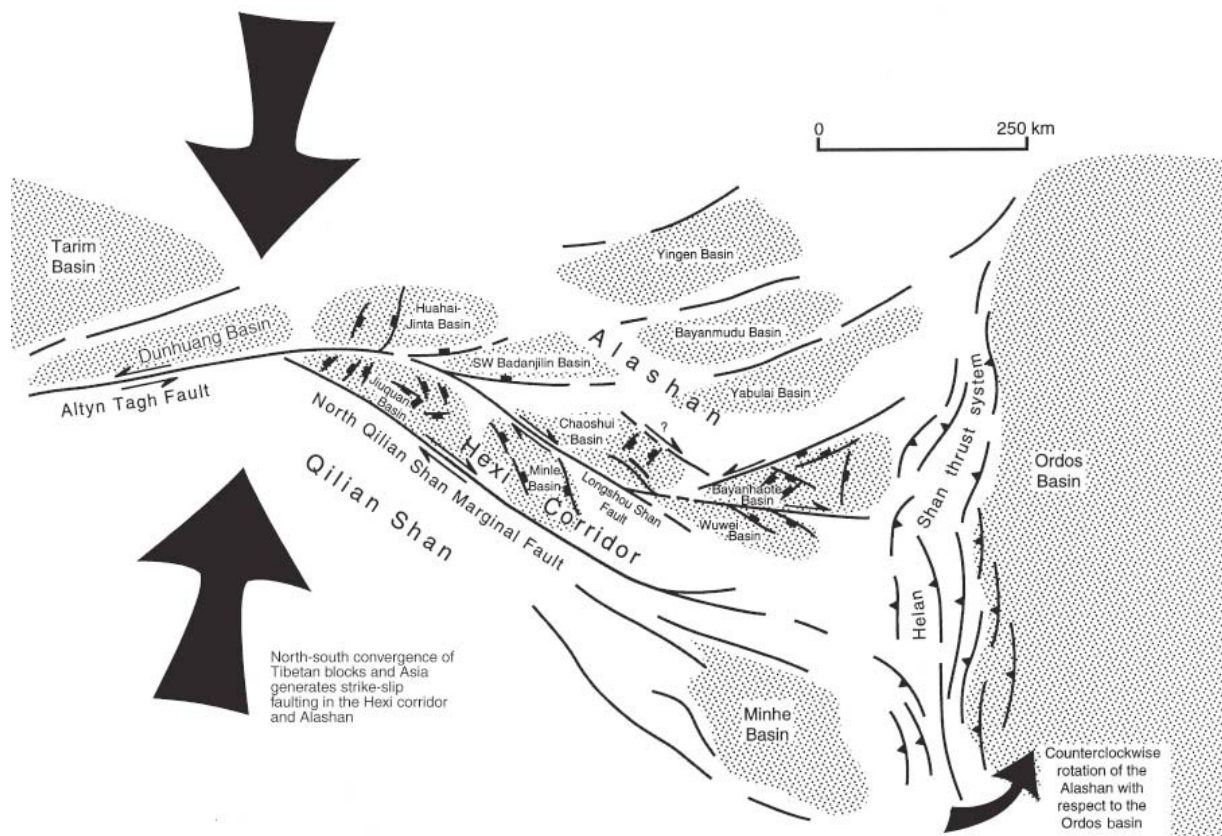 0 250 km
Tarim
Basin
Yingen Basin
Huahai-
Jinta Basin
Dunhuang Basin
Bayanmudu Basin
Alashan
SW Badanjilin Basin
Yabulai Basin
Altyn Tagh Fault
Jiuquan
Basin
North Qilian Shan Marginal Fault
Hexi Corridor
Chaoshui
Basin
?
Minle
Basin
Longshou Shan
Fault
Bayanhaote
Basin
Wuwei
Basin
Qilian Shan
Helan Shan thrust system
Ordos
Basin
North-south convergence of
Tibetan blocks and Asia
generates strike-slip
faulting in the Hexi corridor
and Alashan
Minhe
Basin
Counterclockwise
rotation of the
Alashan with
respect to the
Ordos basin